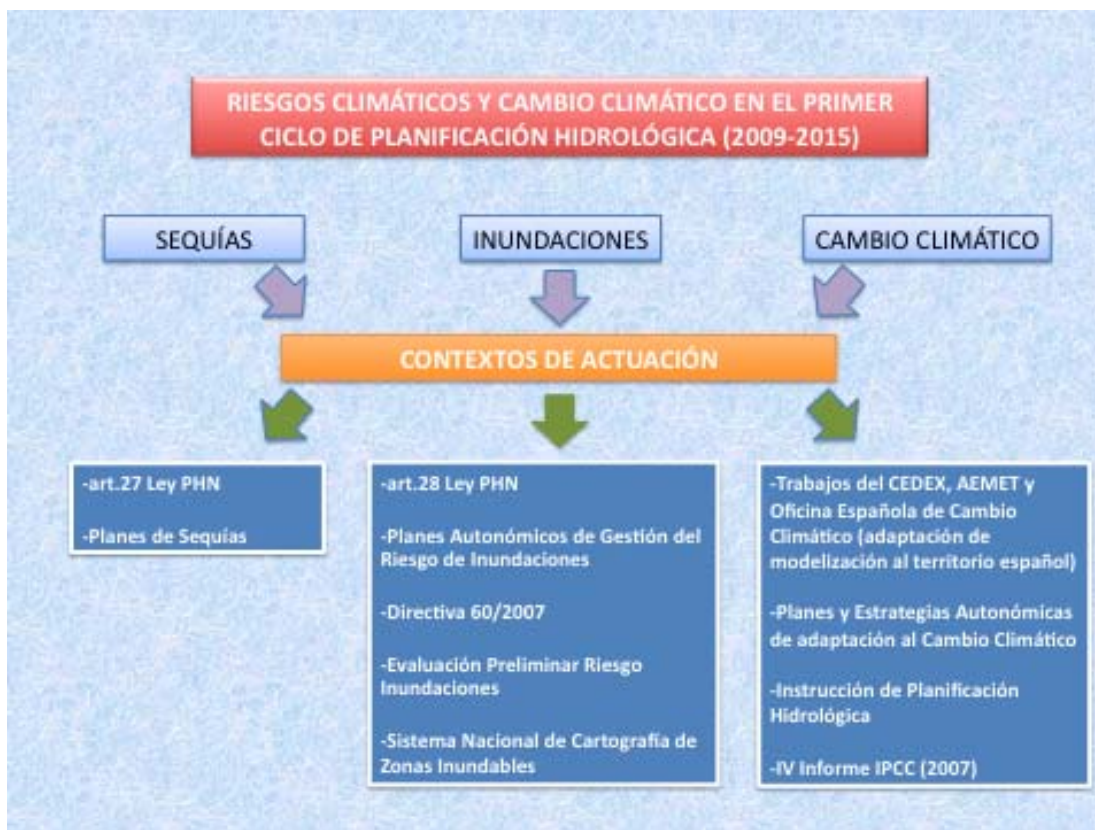 RIESGOS CLIMÁTICOS Y CAMBIO CLIMÁTICO EN EL PRIMER
CICLO DE PLANIFICACIÓN HIDROLÓGICA (2009-2015)
SEQUÍAS
INUNDACIONES
CAMBIO CLIMÁTICO
CONTEXTOS DE ACTUACIÓN
-art.27 Ley PHN
-Planes de Sequías
-art.28 Ley PHN
-Planes Autonómicos de Gestión del
Riesgo de Inundaciones
-Directiva 60/2007
-Evaluación Preliminar Riesgo
Inundaciones
-Sistema Nacional de Cartografía de
Zonas Inundables
-Trabajos del CEDEX, AEMET y
Oficina Española de Cambio
Climático (adaptación de
modelización al territorio español)
-Planes y Estrategias Autonómicas
de adaptación al Cambio Climático
-Instrucción de Planificación
Hidrológica
-IV Informe IPCC (2007)